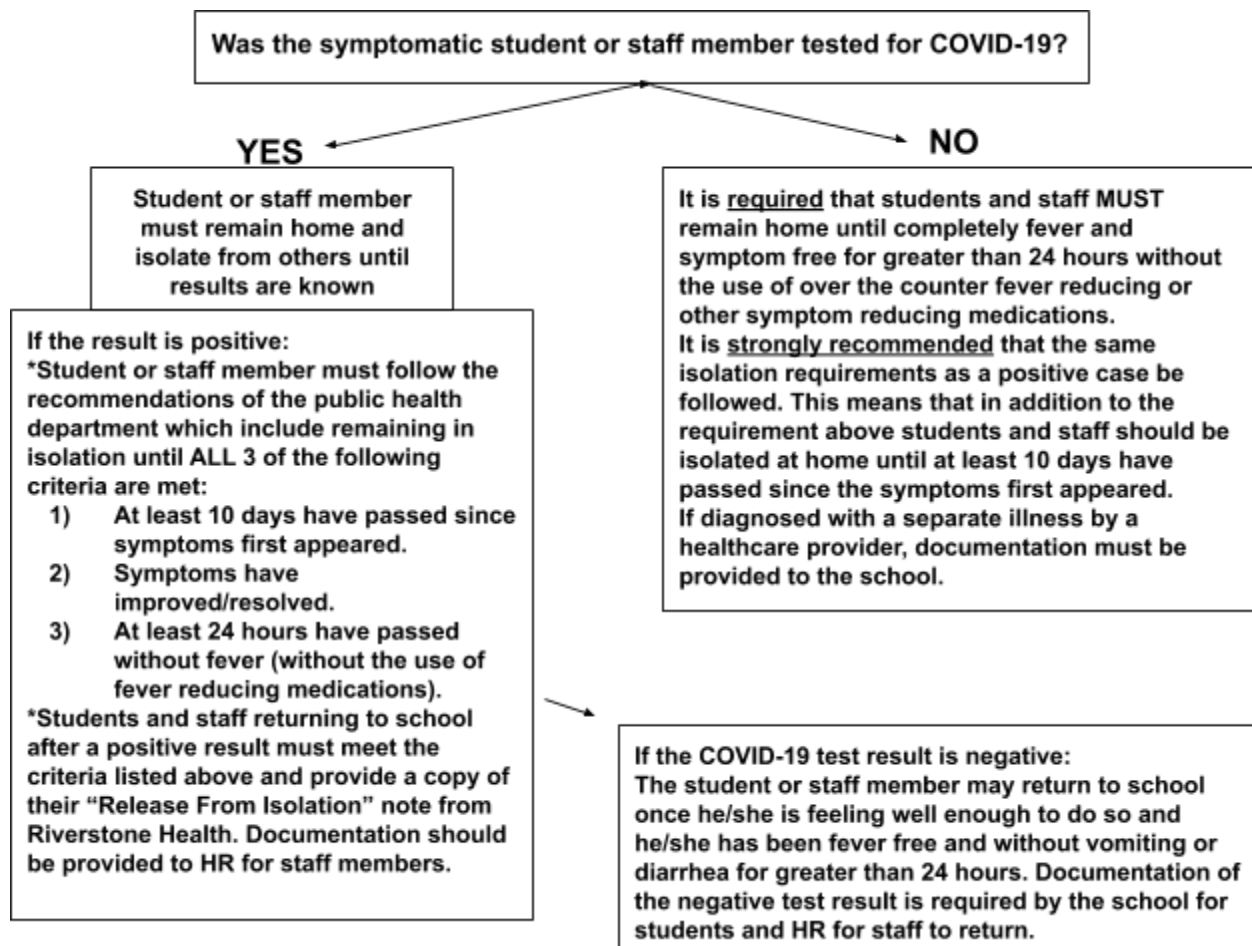 Was the symptomatic student or staff member tested for COVID-19?
YES
Student or staff member
must remain home and
isolate from others until
results are known
If the result is positive:
*Student or staff member must follow the
recommendations of the public health
department which include remaining in
isolation until ALL 3 of the following
criteria are met:
1) At least 10 days have passed since
symptoms first appeared.
2) Symptoms have
improved/resolved.
3) At least 24 hours have passed
without fever (without the use of
fever reducing medications).
*Students and staff returning to school
after a positive result must meet the
criteria listed above and provide a copy of
their “Release From Isolation” note from
Riverstone Health. Documentation should
be provided to HR for staff members.
NO
It is required that students and staff MUST
remain home until completely fever and
symptom free for greater than 24 hours without
the use of over the counter fever reducing or
other symptom reducing medications.
It is strongly recommended that the same
isolation requirements as a positive case be
followed. This means that in addition to the
requirement above students and staff should be
isolated at home until at least 10 days have
passed since the symptoms first appeared.
If diagnosed with a separate illness by a
healthcare provider, documentation must be
provided to the school.
If the COVID-19 test result is negative:
The student or staff member may return to school
once he/she is feeling well enough to do so and
he/she has been fever free and without vomiting or
diarrhea for greater than 24 hours. Documentation of
the negative test result is required by the school for
students and HR for staff to return.